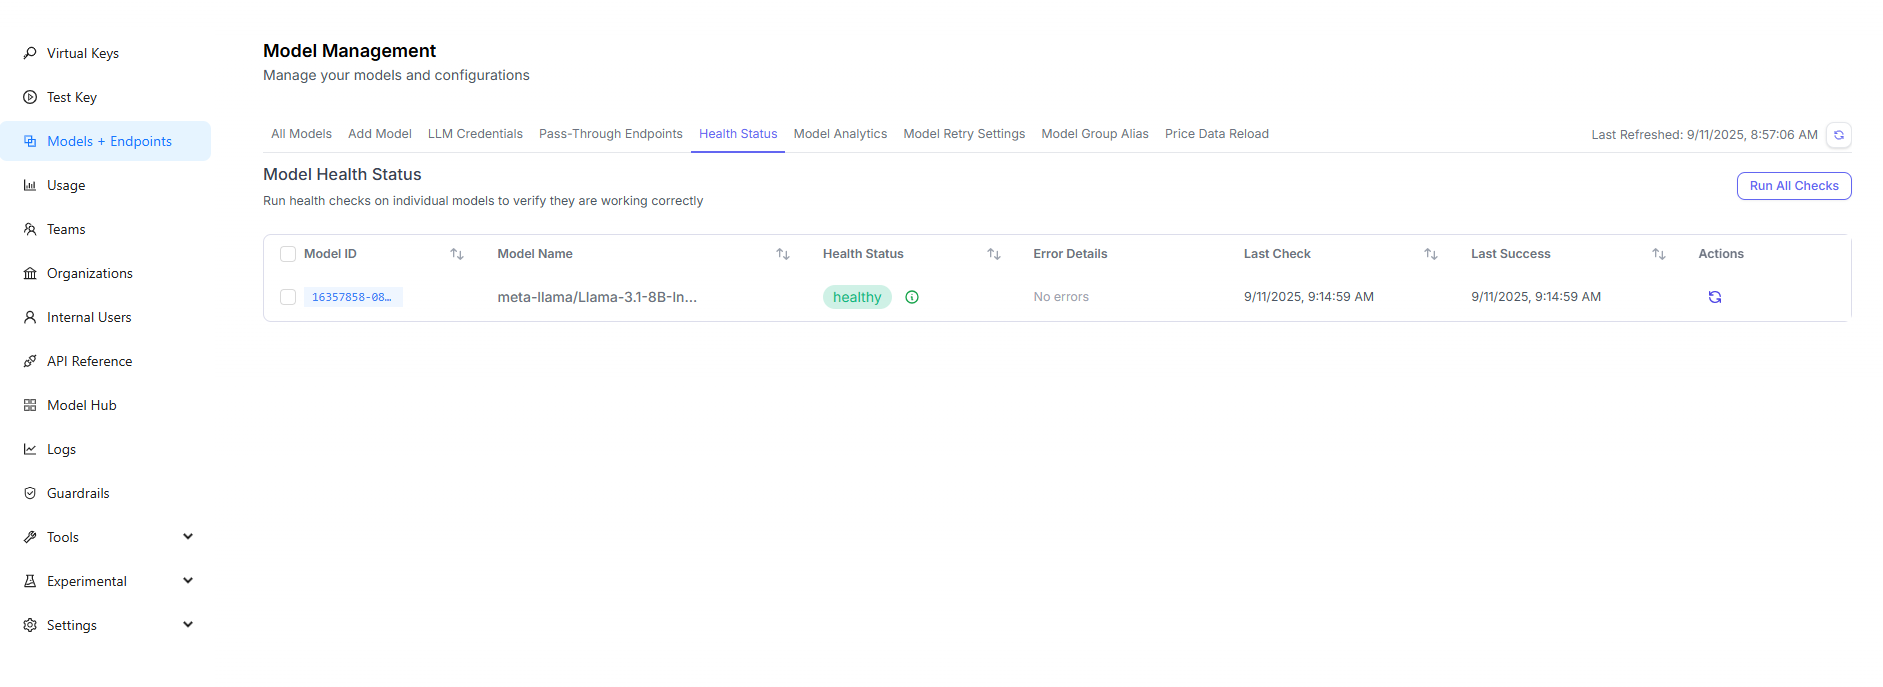 Virtual Keys
Test Key
Models + Endpoints
Usage
Teams
Organizations
Internal Users
API Reference
Model Hub
Logs
Guardrails
Tools
Experimental
Settings
Model Management
Manage your models and configurations
All Models Add Model LLM Credentials Pass-Through Endpoints Health Status Model Analytics Model Retry Settings Model Group Alias Price Data Reload Last Refreshed: 9/11/2025, 8:57:06 AM
Model Health Status
Run health checks on individual models to verify they are working correctly
Run All Checks
Model ID Model Name Health Status Error Details Last Check Last Success Actions
16357858-08... meta-llama/Llama-3.1-8B-In... healthy No errors 9/11/2025, 9:14:59 AM 9/11/2025, 9:14:59 AM